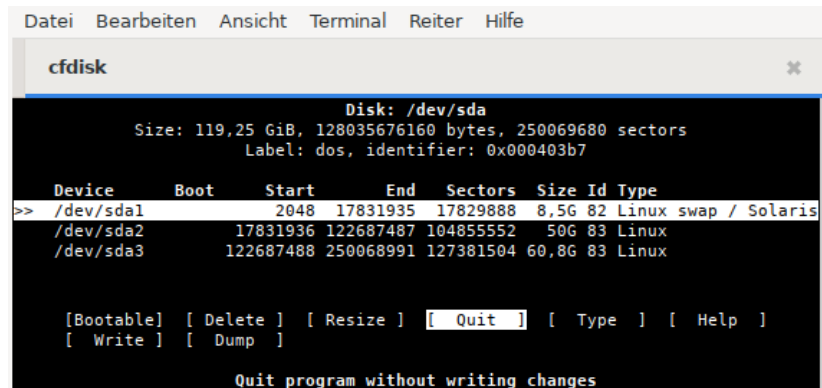 Datei Bearbeiten Ansicht Terminal Reiter Hilfe
cfdisk ×
Disk: /dev/sda
Size: 119,25 GiB, 128035676160 bytes, 250069680 sectors
Label: dos, identifier: 0x000403b7
Device Boot Start End Sectors Size Id Type
>> /dev/sda1 2048 17831935 17829888 8,5G 82 Linux swap / Solaris
/dev/sda2 17831936 122687487 104855552 50G 83 Linux
/dev/sda3 122687488 250068991 127381504 60,8G 83 Linux
[Bootable] [ Delete ] [ Resize ] [ Quit ] [ Type ] [ Help ]
[ Write ] [ Dump ]
Quit program without writing changes